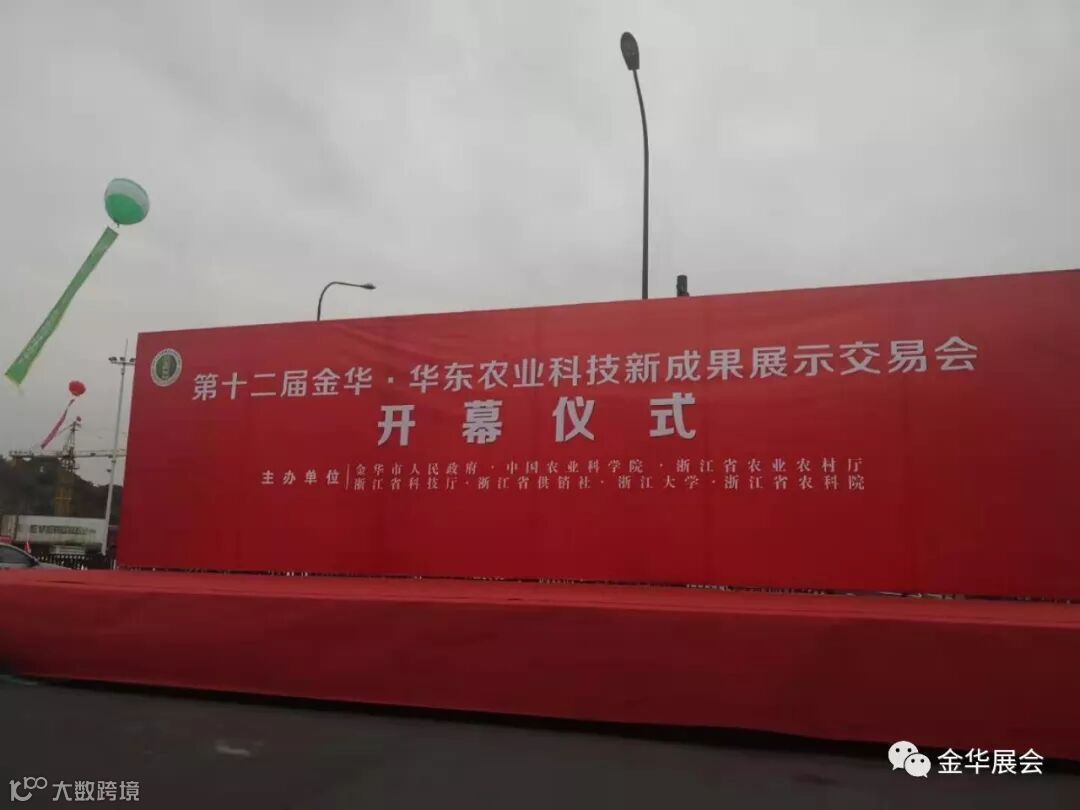 第十二届金华·华东农业科技新成果展示交易会
开幕仪式
主办单位
金华市人民政府·中国农业科学院·浙江省农业农村厅
浙江省科技厅·浙江省供销社·浙江大学·浙江省农科院
金华展会
大数跨境